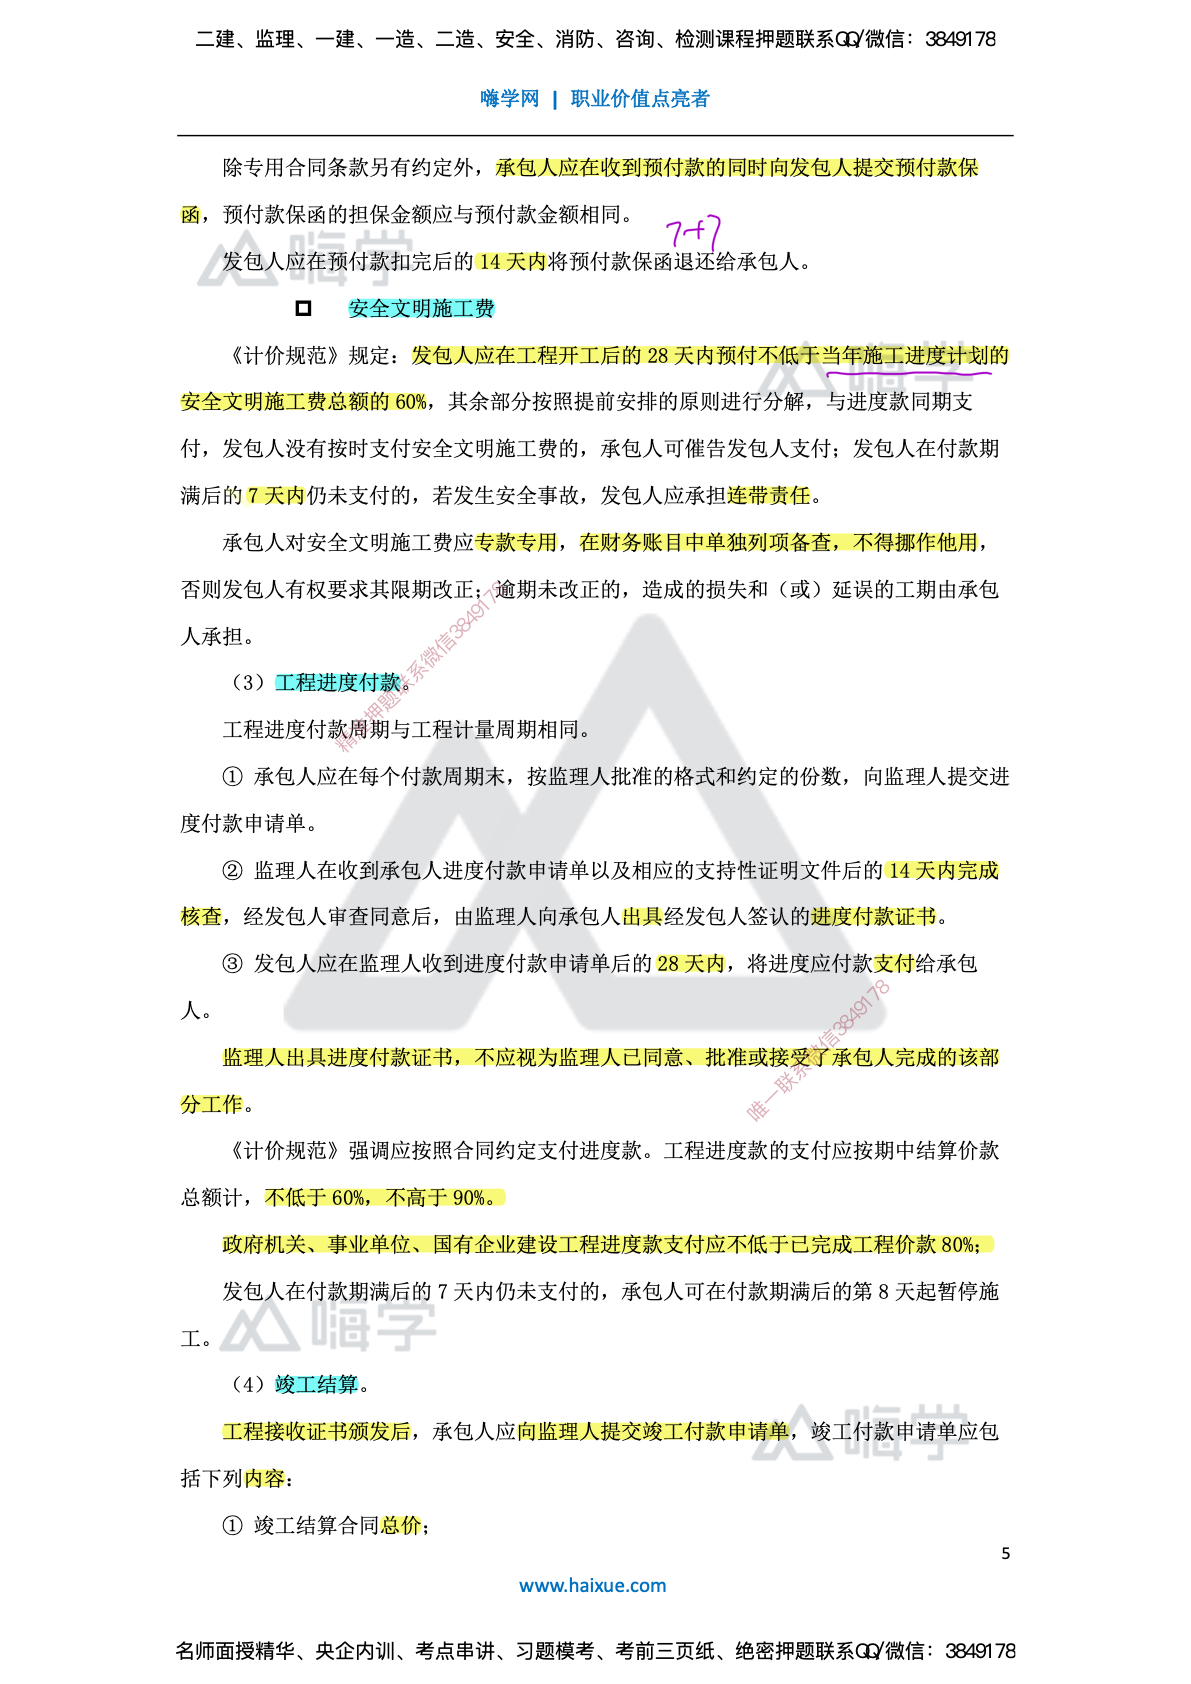 二建、监理、一建、一造、二造、安全、消防、咨询、检测课程押题联系QQ/微信：3849178
嗨学网 | 职业价值点亮者
除专用合同条款另有约定外，承包人应在收到预付款的同时向发包人提交预付款保
函，预付款保函的担保金额应与预付款金额相同。
7+7
嗨学
发包人应在预付款扣完后的 14 天内将预付款保函退还给承包人。
安全文明施工费
《计价规范》规定：发包人应在工程开工后的 28 天内预付不低于当年施工进度计划的
嗨学
安全文明施工费总额的 60%，其余部分按照提前安排的原则进行分解，与进度款同期支
付，发包人没有按时支付安全文明施工费的，承包人可催告发包人支付；发包人在付款期
满后的 7 天内仍未支付的，若发生安全事故，发包人应承担连带责任。
承包人对安全文明施工费应专款专用，在财务账目中单独列项备查，不得挪作他用，
否则发包人有权要求其限期改正；逾期未改正的，造成的损失和（或）延误的工期由承包
人承担。
精准押题联系微信3849178
（3）工程进度付款。
工程进度付款周期与工程计量周期相同。
① 承包人应在每个付款周期末，按监理人批准的格式和约定的份数，向监理人提交进
度付款申请单。
② 监理人在收到承包人进度付款申请单以及相应的支持性证明文件后的 14 天内完成
核查，经发包人审查同意后，由监理人向承包人出具经发包人签认的进度付款证书。
③ 发包人应在监理人收到进度付款申请单后的 28 天内，将进度应付款支付给承包
人。
唯一联系微信3849178
监理人出具进度付款证书，不应视为监理人已同意、批准或接受了承包人完成的该部
分工作。
《计价规范》强调应按照合同约定支付进度款。工程进度款的支付应按期中结算价款
总额计，不低于 60%，不高于 90%。
政府机关、事业单位、国有企业建设工程进度款支付应不低于已完成工程价款 80%；
发包人在付款期满后的 7 天内仍未支付的，承包人可在付款期满后的第 8 天起暂停施
工。
嗨学
（4）竣工结算。
工程接收证书颁发后，承包人应向监理人提交竣工付款申请单，竣工付款申请单应包
嗨学
括下列内容：
① 竣工结算合同总价；
5
www.haixue.com
名师面授精华、央企内训、考点串讲、习题模考、考前三页纸、绝密押题联系QQ/微信：3849178